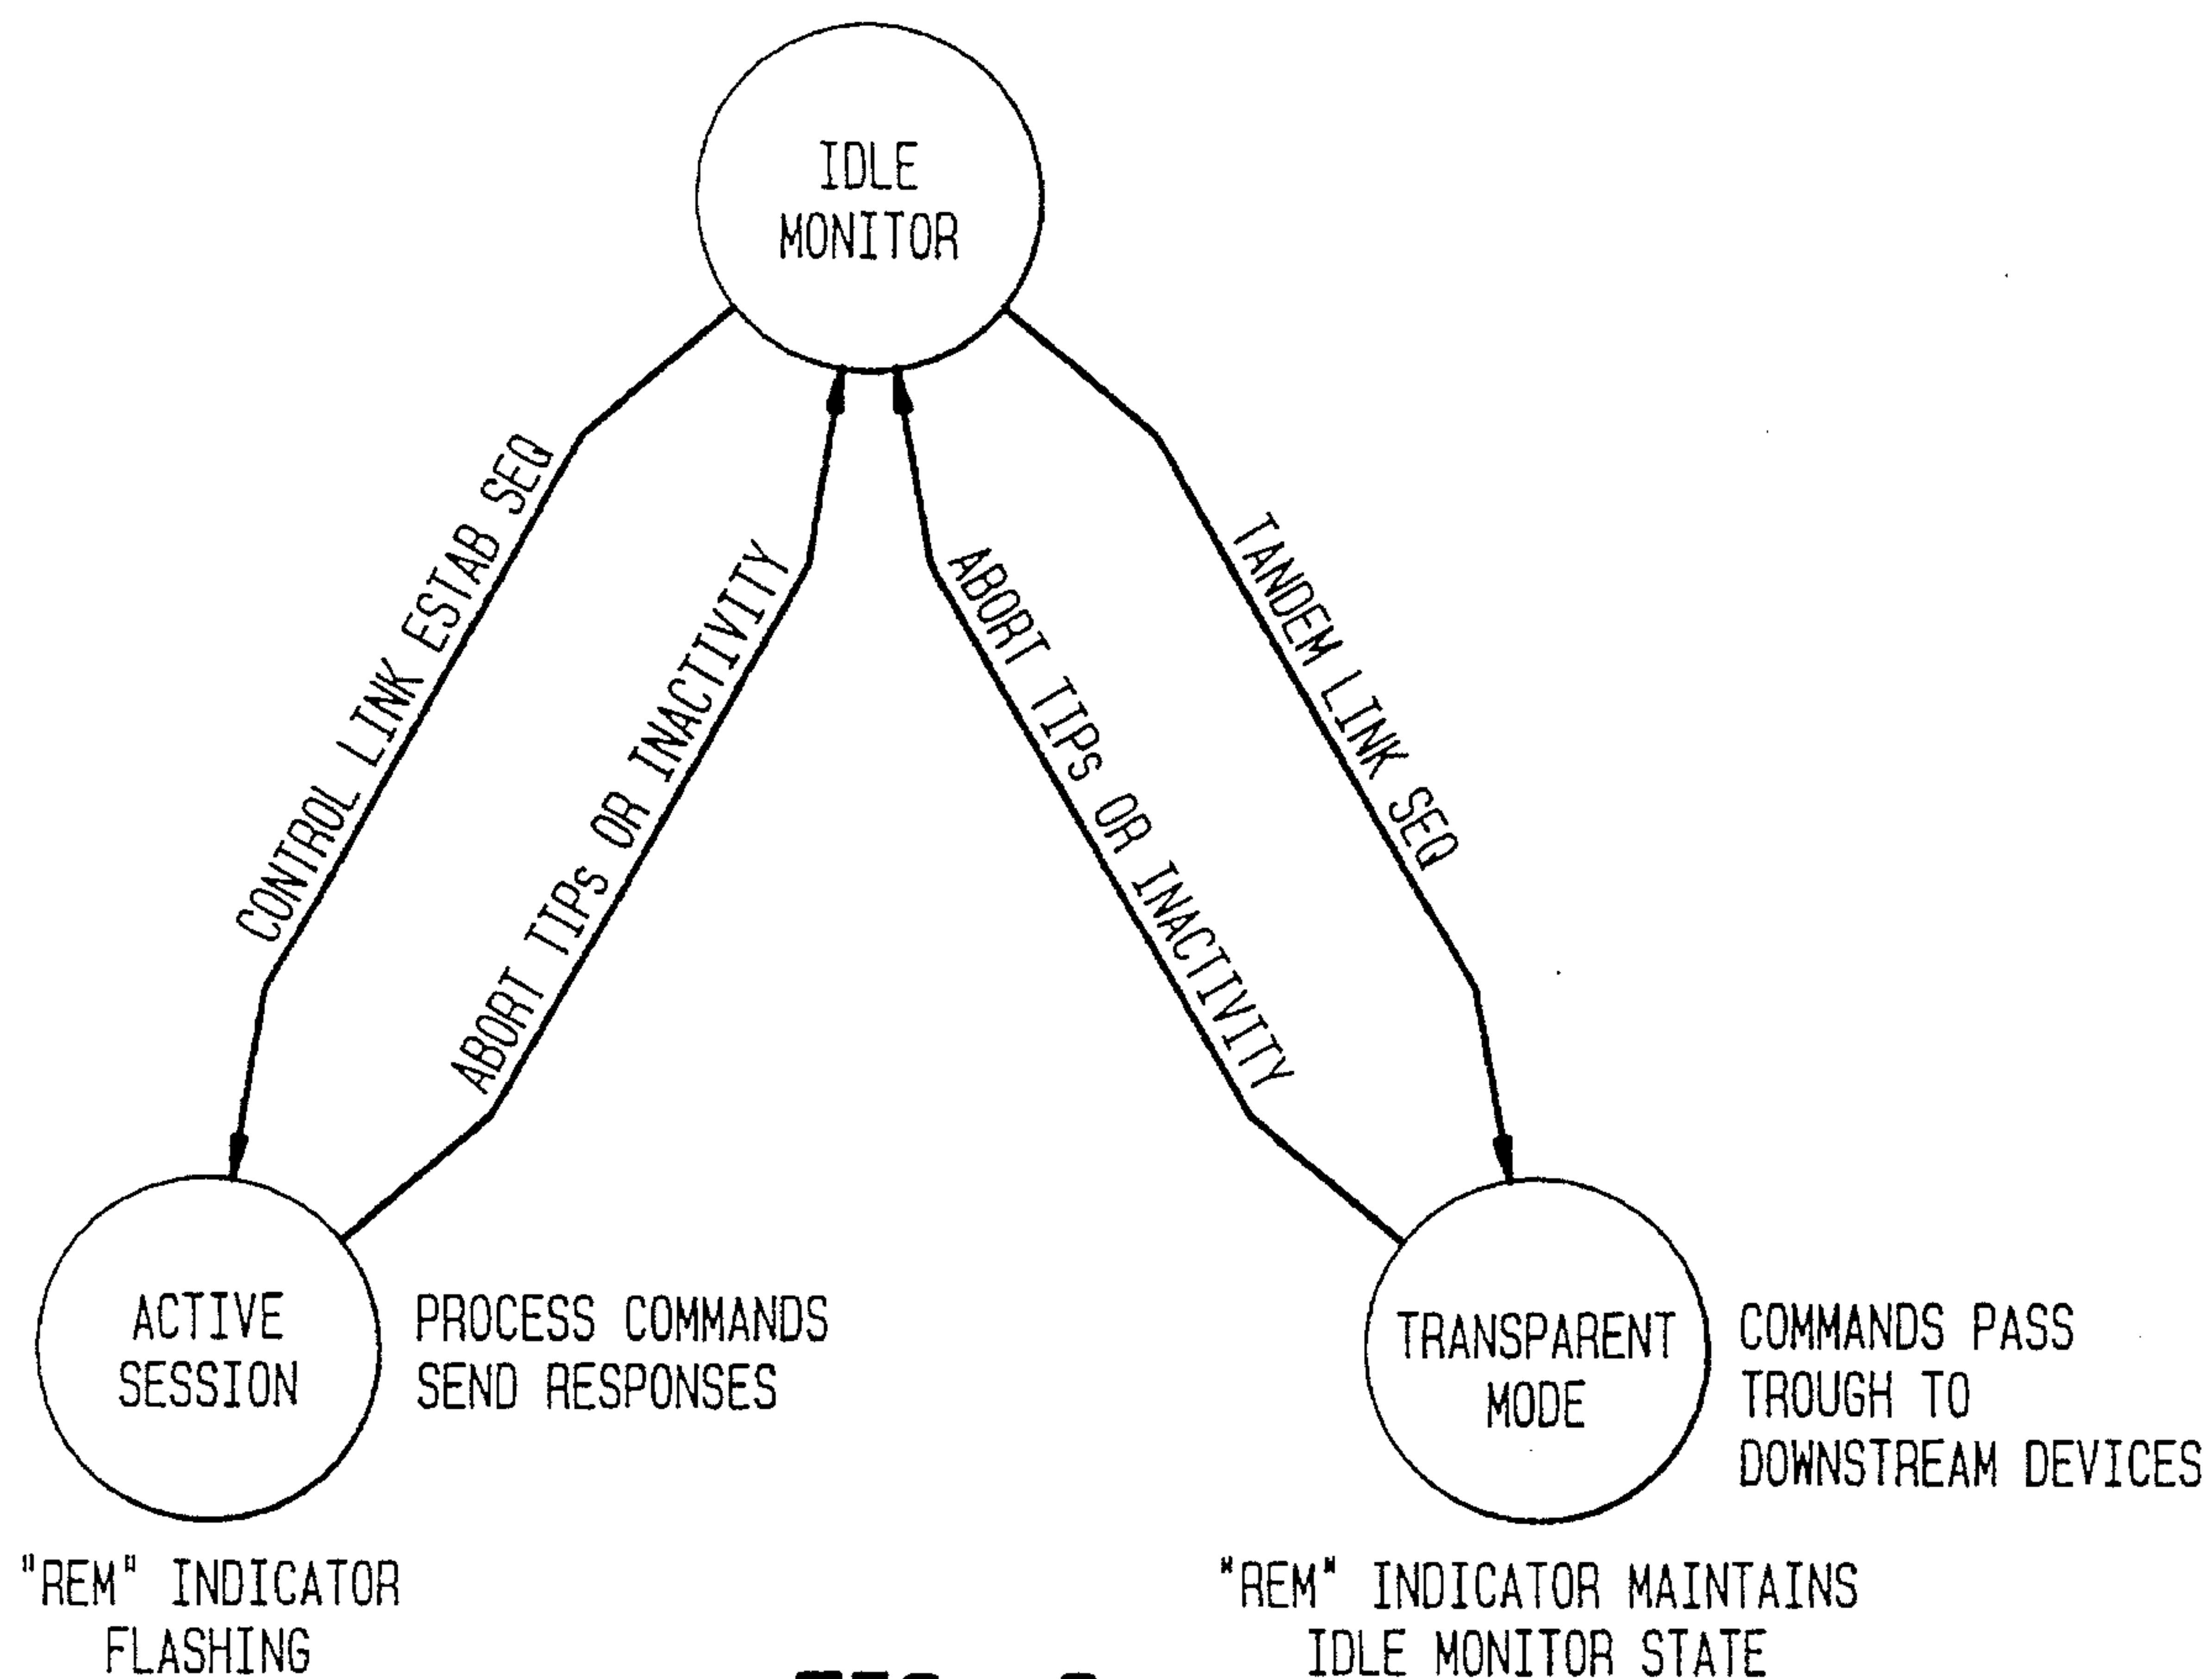 IDLE
MONITOR
CONTROL LINK ESTAB SEQ
ABORT TIPs OR INACTIVITY
ABORT TIPs OR INACTIVITY
TANDEM LINK SEQ
ACTIVE
SESSION
PROCESS COMMANDS
SEND RESPONSES
TRANSPARENT
MODE
COMMANDS PASS
TROUGH TO
DOWNSTREAM DEVICES
"REM" INDICATOR
FLASHING
"REM" INDICATOR MAINTAINS
IDLE MONITOR STATE